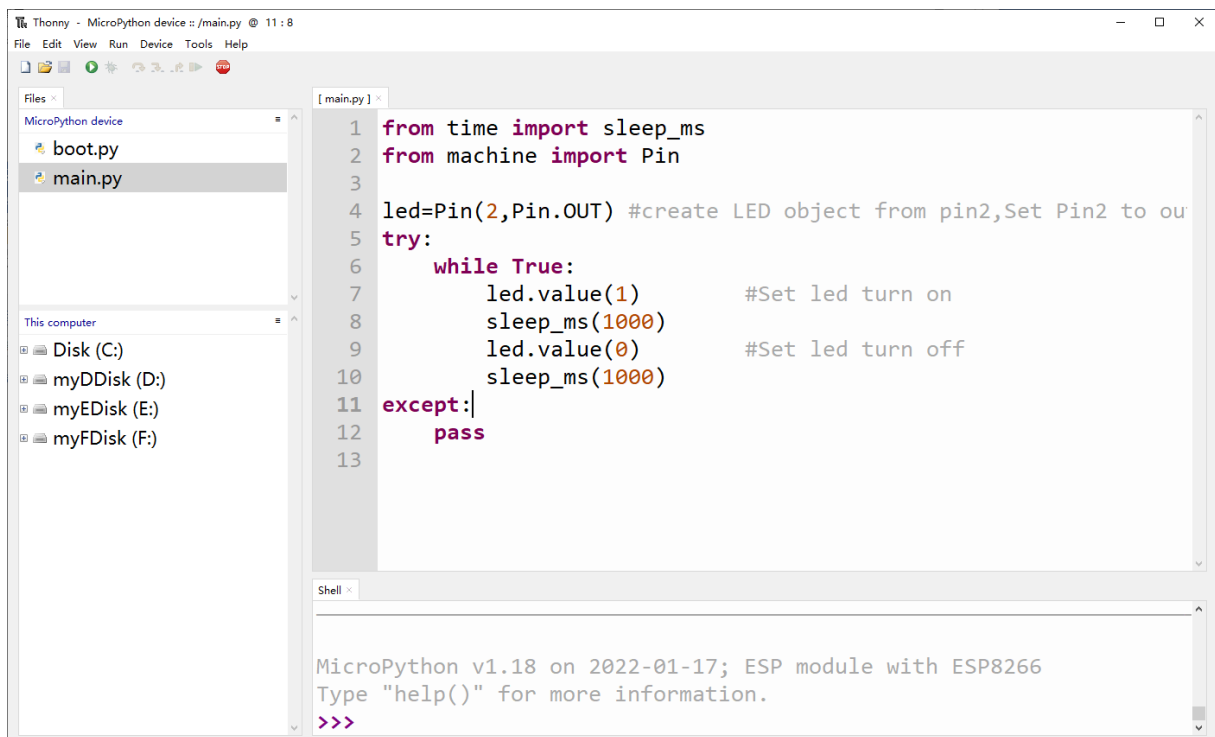 Thonny - MicroPython device :: /main.py @ 11 : 8
File Edit View Run Device Tools Help
STOP
Files
MicroPython device
boot.py
main.py
This computer
Disk (C:)
myDDisk (D:)
myEDisk (E:)
myFDisk (F:)
[ main.py ]
1 from time import sleep_ms
2 from machine import Pin
3
4 led=Pin(2,Pin.OUT) #create LED object from pin2,Set Pin2 to ou
5 try:
6     while True:
7         led.value(1)        #Set led turn on
8         sleep_ms(1000)
9         led.value(0)        #Set led turn off
10         sleep_ms(1000)
11 except:
12     pass
13
Shell
MicroPython v1.18 on 2022-01-17; ESP module with ESP8266
Type "help()" for more information.
>>>